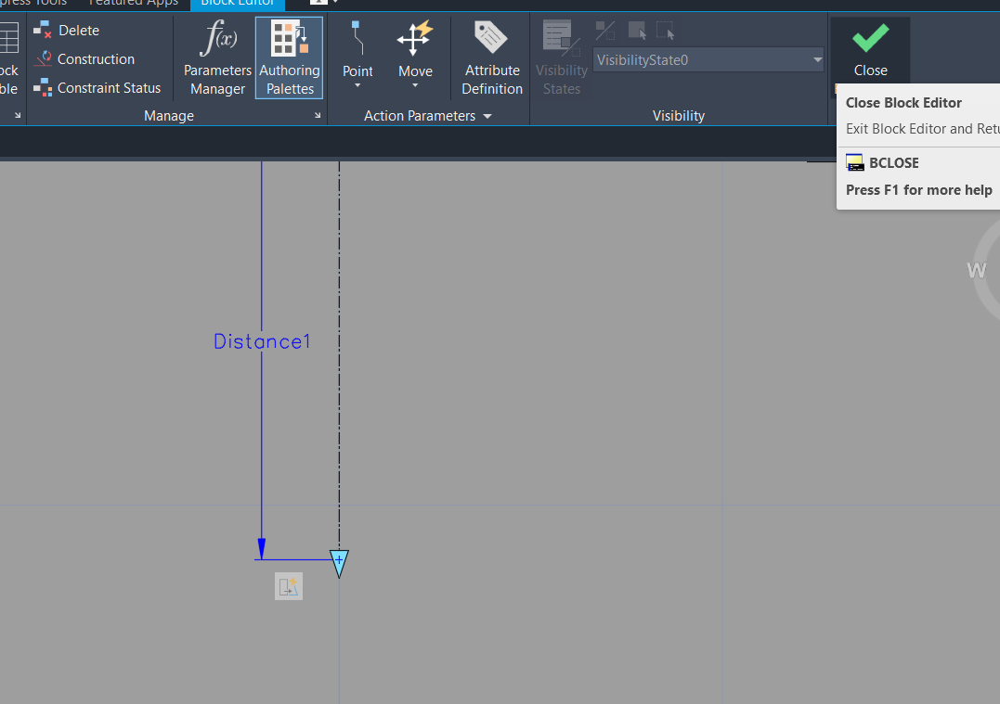 press Tools Featured Apps Block Editor
Delete
Construction
Constraint Status
ock
ble
f(x)
Parameters
Manager
Authoring
Palettes
Point
Move
Attribute
Definition
Visibility
States
VisibilityState0
Close
Manage
Action Parameters
Visibility
Close Block Editor
Exit Block Editor and Retu
BCLOSE
Press F1 for more help
W
Distance1